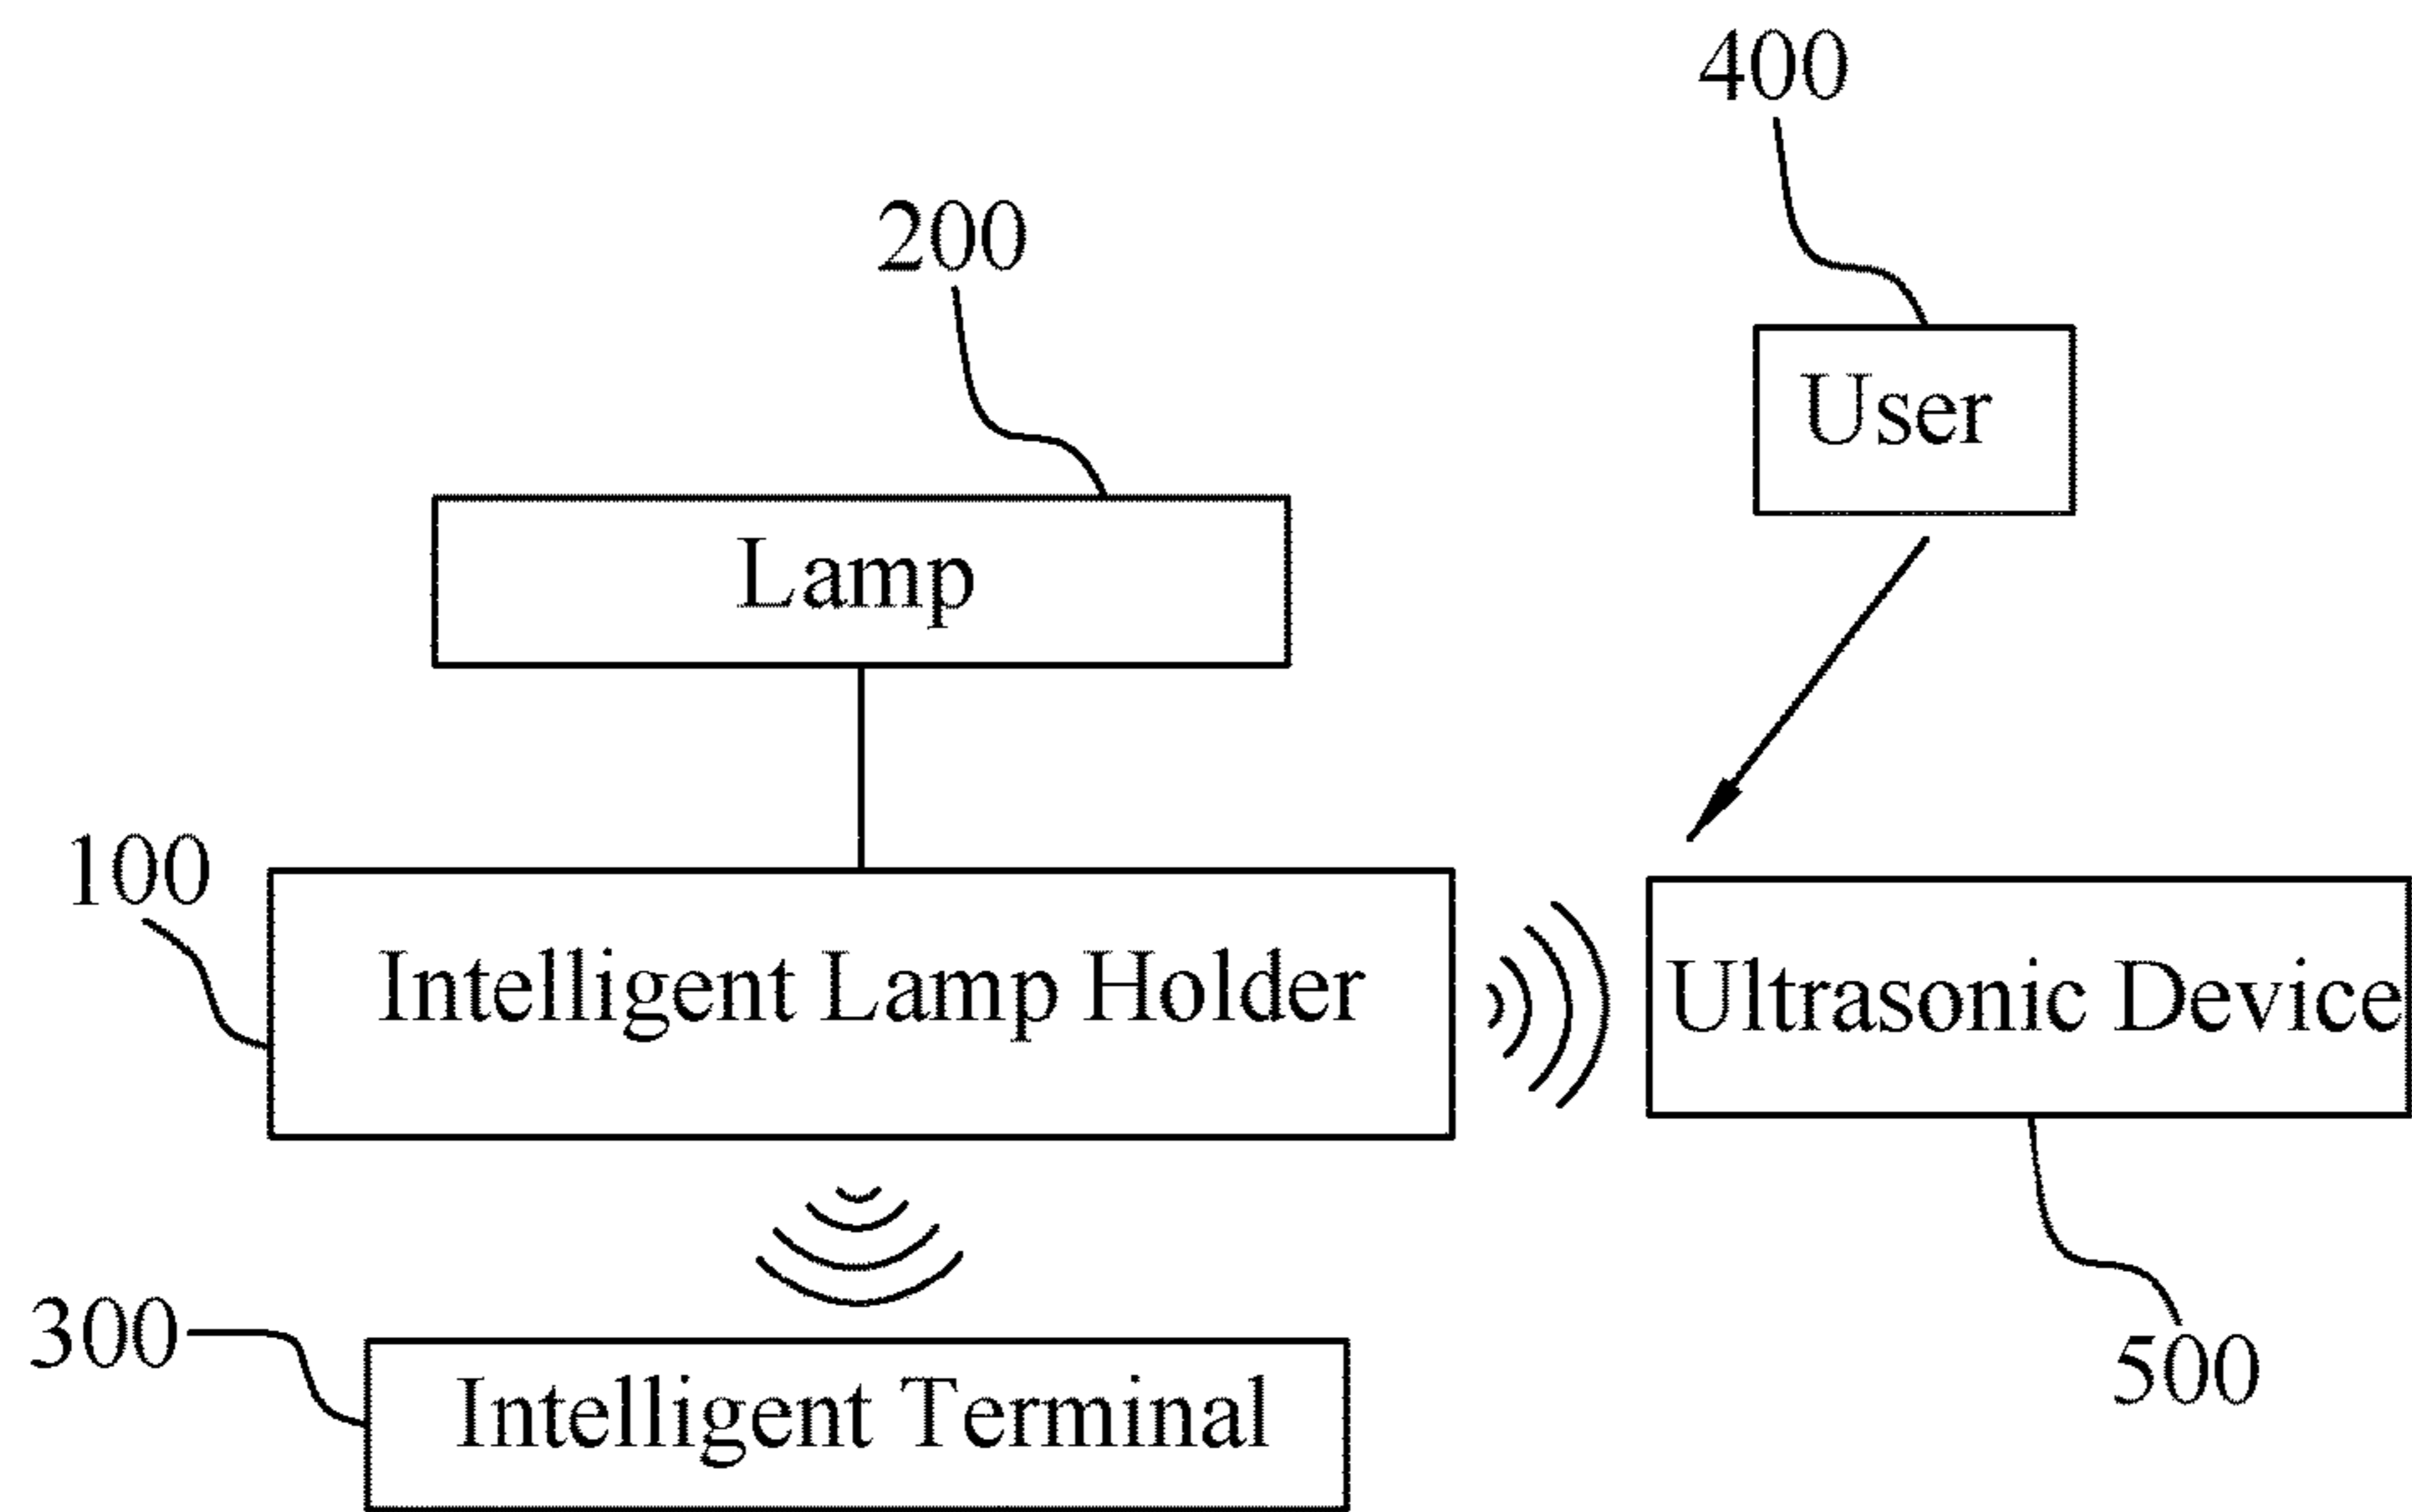 400
200
User
Lamp
100
Intelligent Lamp Holder
Ultrasonic Device
300
Intelligent Terminal
500